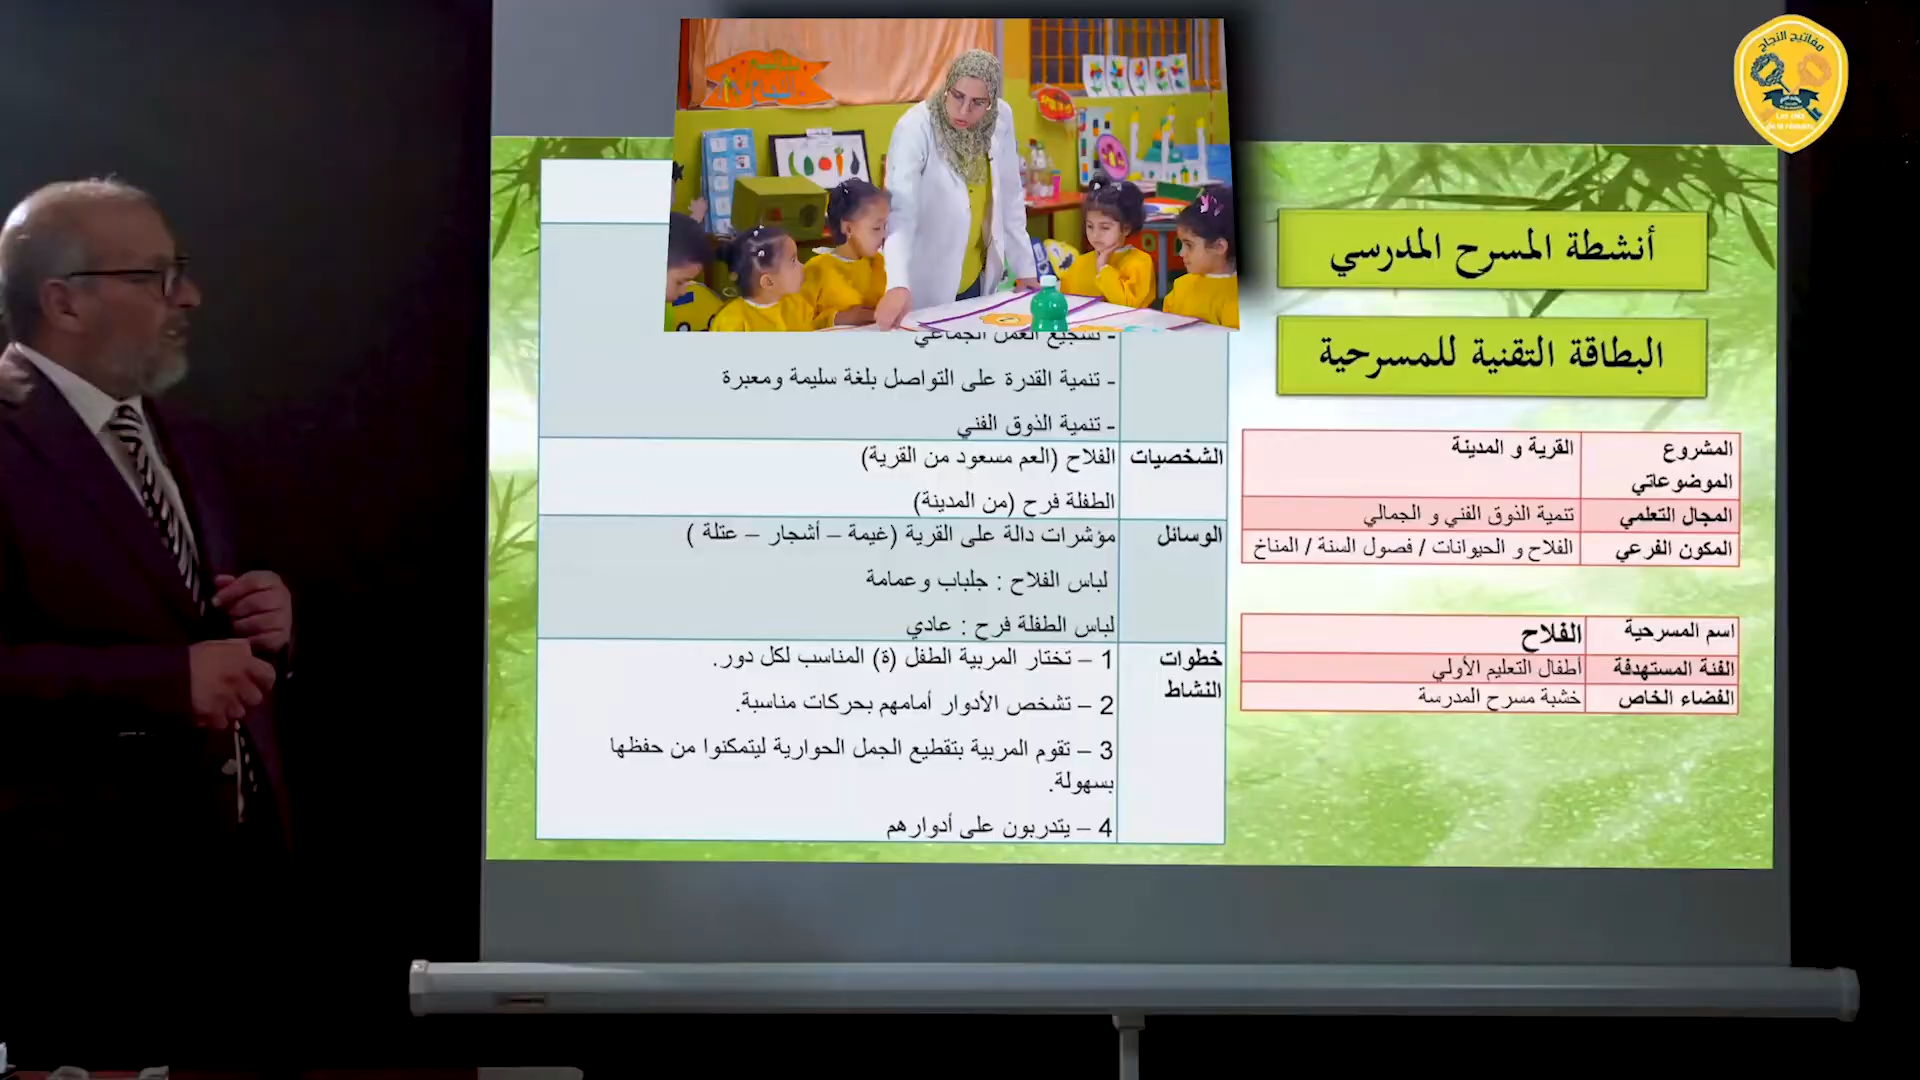 مفاتيح النجاح
أنشطة المسرح المدرسي
البطاقة التقنية للمسرحية
المشروع الموضوعاتي
القرية و المدينة
المجال التعلمي
تنمية الذوق الفني و الجمالي
المكون الفرعي
الفلاح و الحيوانات / فصول السنة / المناخ
اسم المسرحية
الفلاح
الفئة المستهدفة
أطفال التعليم الأولي
الفضاء الخاص
خشبة مسرح المدرسة
- تشجيع العمل الجماعي
- تنمية القدرة على التواصل بلغة سليمة ومعبرة
- تنمية الذوق الفني
الشخصيات
الفلاح (العم مسعود من القرية)
الطفلة فرح (من المدينة)
الوسائل
مؤشرات دالة على القرية (غيمة – أشجار – عتلة )
لباس الفلاح : جلباب وعمامة
لباس الطفلة فرح : عادي
خطوات النشاط
1 – تختار المربية الطفل (ة) المناسب لكل دور.
2 – تشخص الأدوار أمامهم بحركات مناسبة.
3 – تقوم المربية بتقطيع الجمل الحوارية ليتمكنوا من حفظها
بسهولة.
4 – يتدربون على أدوارهم